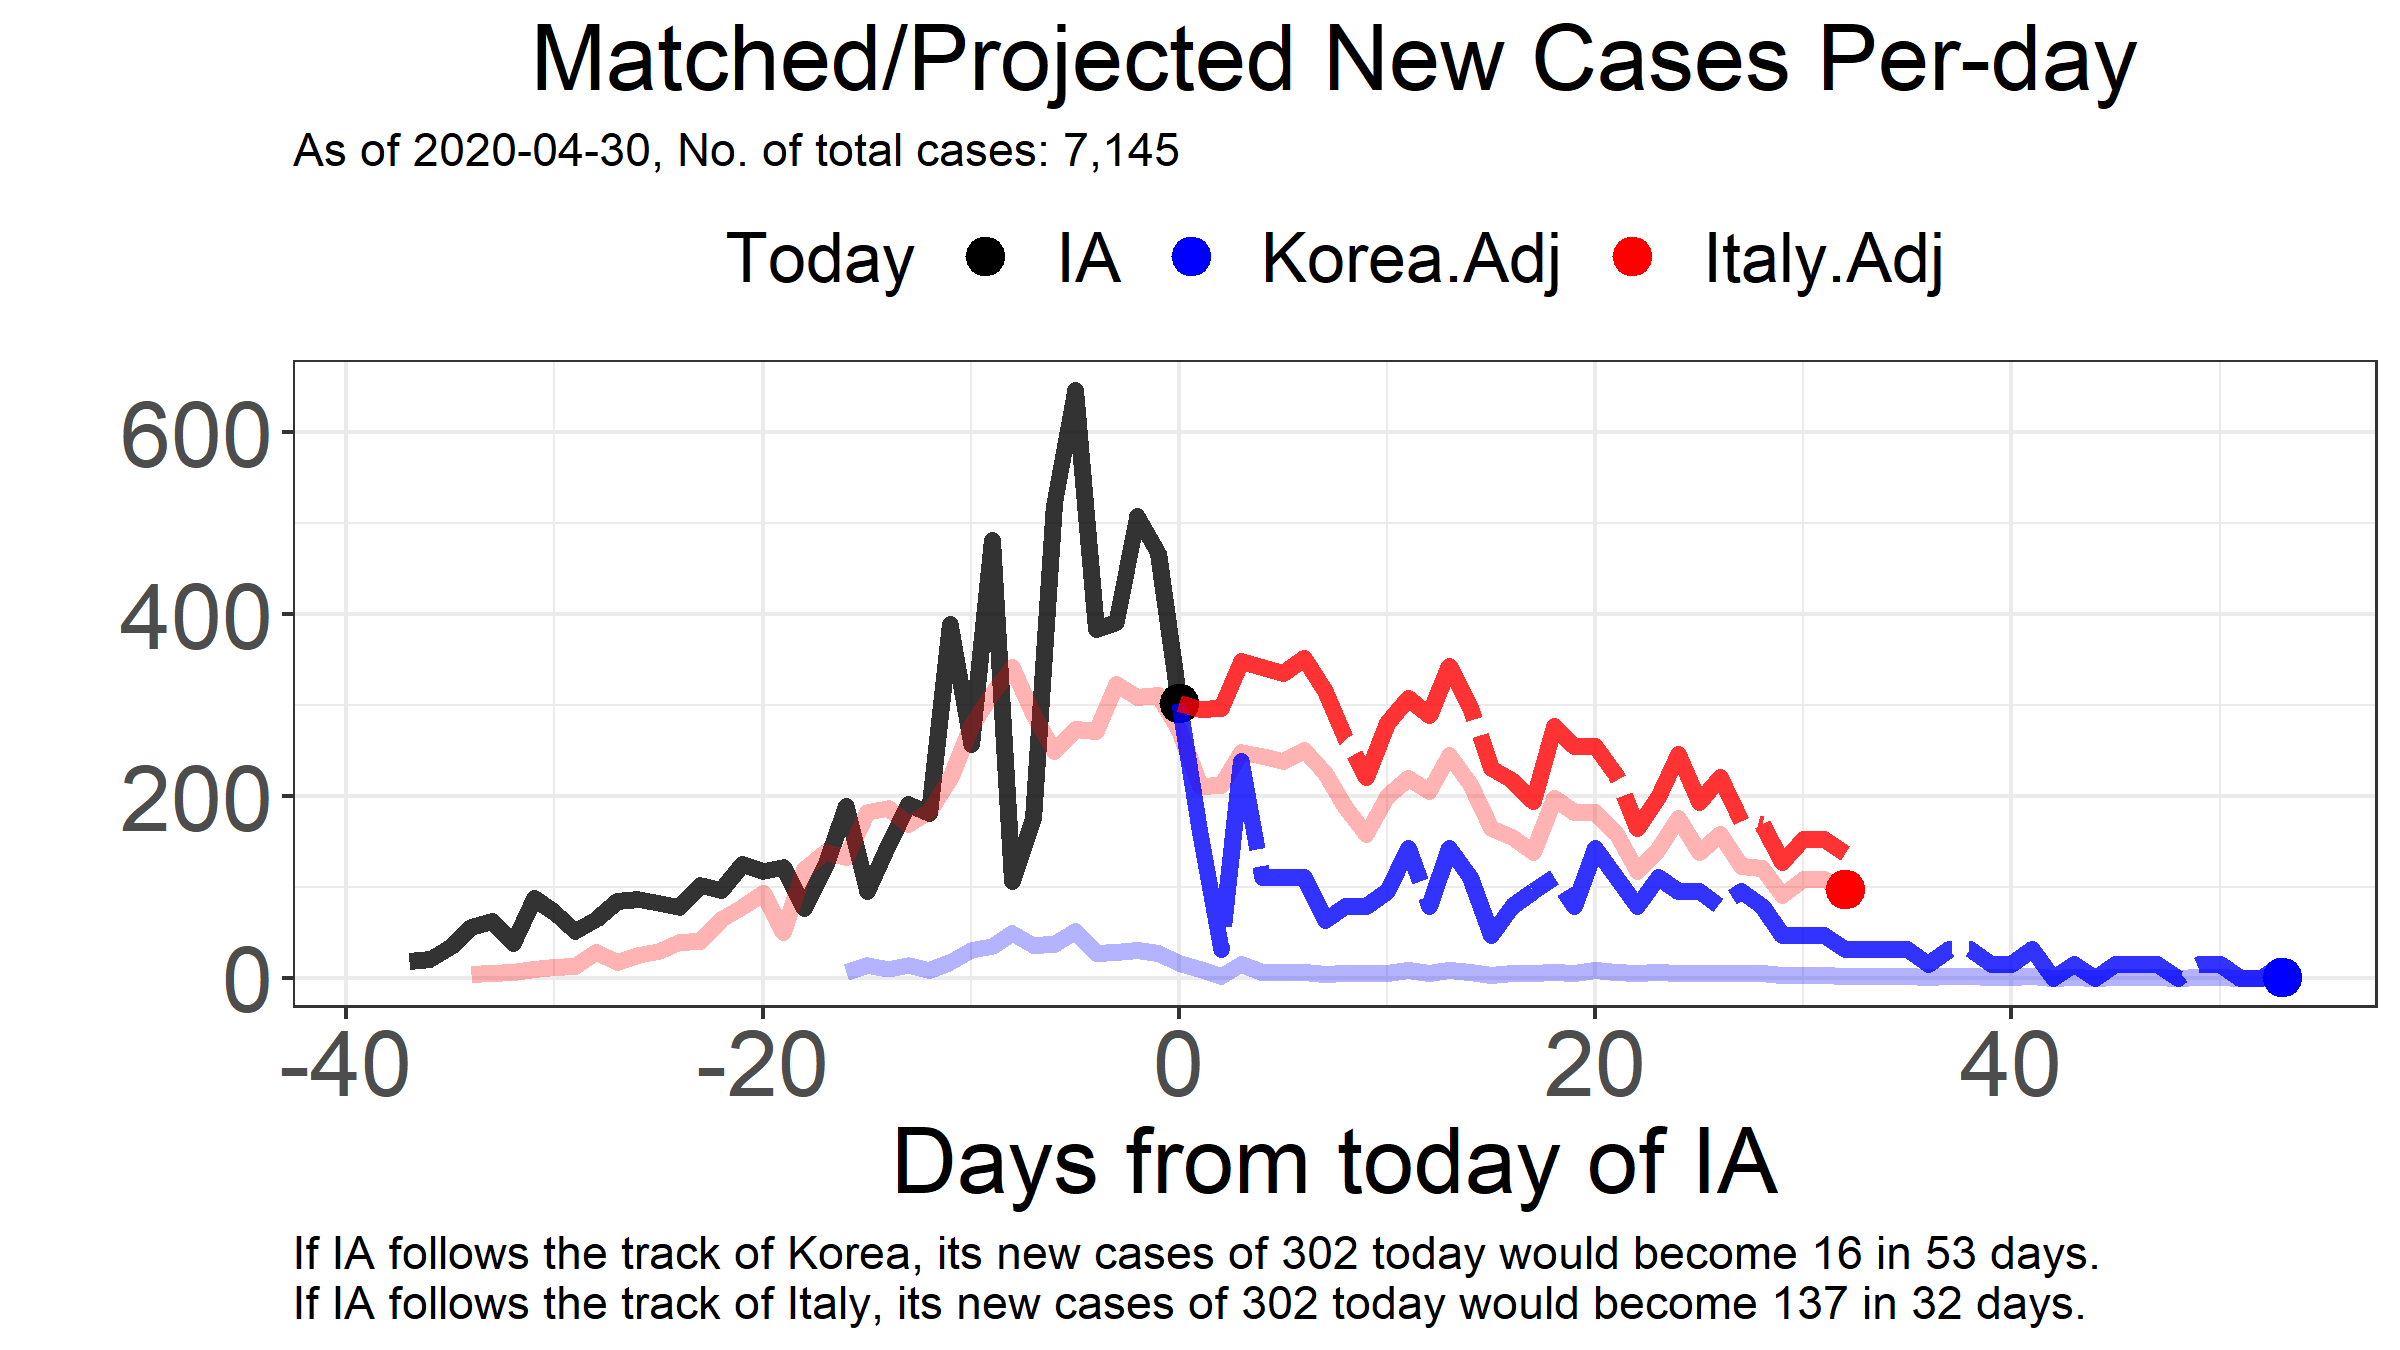 Matched/Projected New Cases Per-day
As of 2020-04-30, No. of total cases: 7,145
Today IA Korea.Adj Italy.Adj
600
400
200
0
-40 -20 0 20 40
Days from today of IA
If IA follows the track of Korea, its new cases of 302 today would become 16 in 53 days.
If IA follows the track of Italy, its new cases of 302 today would become 137 in 32 days.